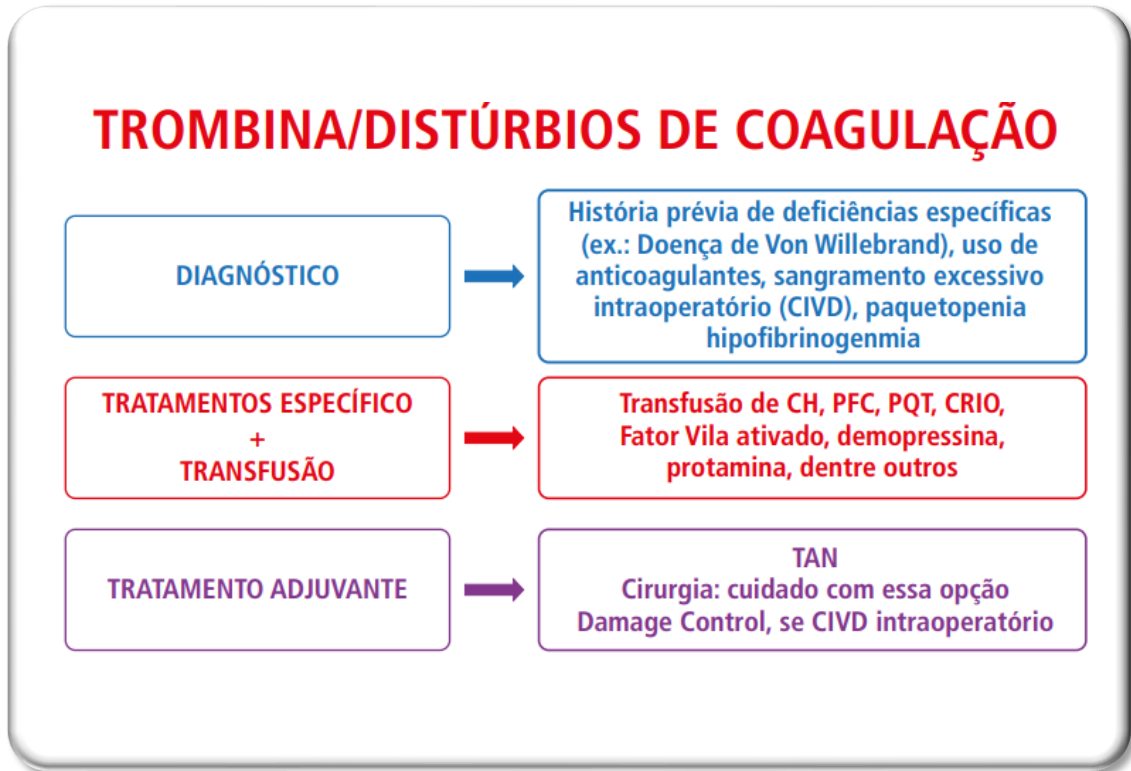 TROMBINA/DISTÚRBIOS DE COAGULAÇÃO
DIAGNÓSTICO
História prévia de deficiências específicas
(ex.: Doença de Von Willebrand), uso de
anticoagulantes, sangramento excessivo
intraoperatório (CIVD), paquetopenia
hipofibrinogenmia
TRATAMENTOS ESPECÍFICO
+
TRANSFUSÃO
Transfusão de CH, PFC, PQT, CRIO,
Fator Vila ativado, demopressina,
protamina, dentre outros
TRATAMENTO ADJUVANTE
TAN
Cirurgia: cuidado com essa opção
Damage Control, se CIVD intraoperatório